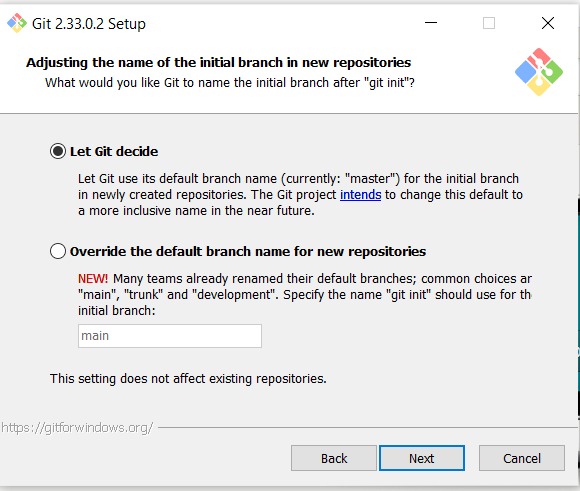 Git 2.33.0.2 Setup
Adjusting the name of the initial branch in new repositories
What would you like Git to name the initial branch after "git init"?
Let Git decide
Let Git use its default branch name (currently: "master") for the initial branch
in newly created repositories. The Git project intends to change this default to
a more inclusive name in the near future.
Override the default branch name for new repositories
NEW! Many teams already renamed their default branches; common choices ar
"main", "trunk" and "development". Specify the name "git init" should use for the
initial branch:
main
This setting does not affect existing repositories.
https://gitforwindows.org/
Back
Next
Cancel